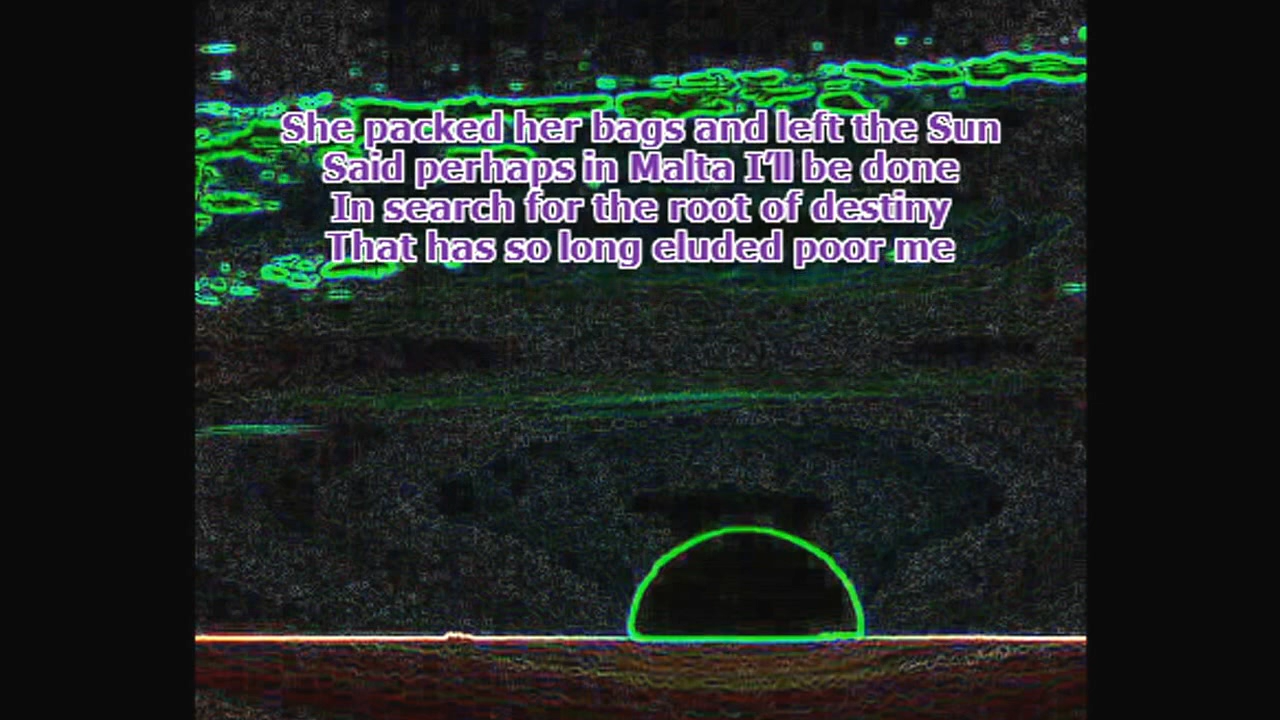 She packed her bags and left the Sun
Said perhaps in Malta I'll be done
In search for the root of destiny
That has so long eluded poor me